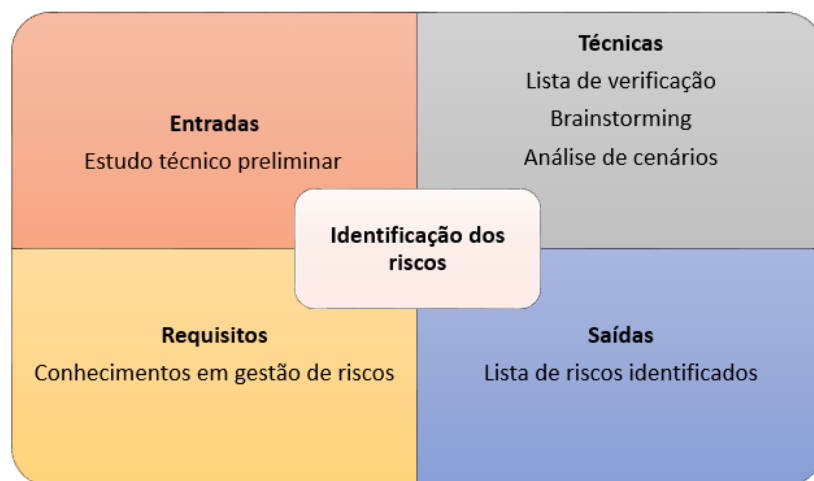 Entradas
Estudo técnico preliminar
Técnicas
Lista de verificação
Brainstorming
Análise de cenários
Identificação dos
riscos
Requisitos
Conhecimentos em gestão de riscos
Saídas
Lista de riscos identificados